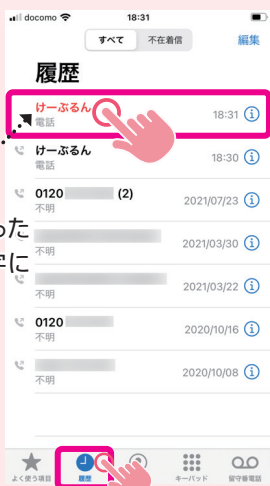 docomo 18:31
すべて 不在着信 編集
履歴
けーぶるん
電話
18:31
けーぶるん
電話
18:30
0120 (2)
不明
2021/07/23
った
不明
2021/03/30
字に
不明
2021/03/22
0120
不明
2020/10/16
不明
2020/10/08
よく使う項目 履歴 キーパッド 留守番電話